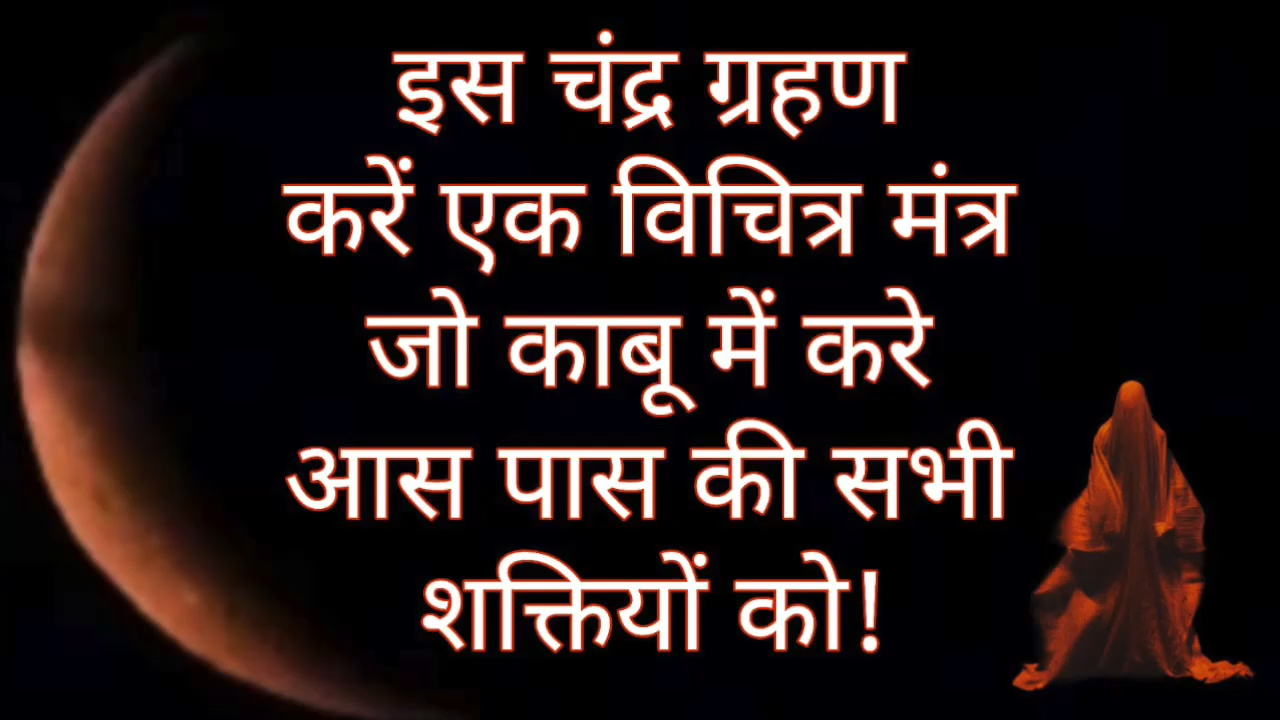 इस चंद्र ग्रहण
करें एक विचित्र मंत्र
जो काबू में करे
आस पास की सभी
शक्तियों को!